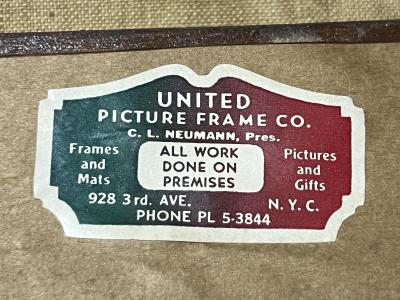 UNITED
PICTURE FRAME CO.
C. L. NEUMANN, Pres.
Frames
and
Mats
ALL WORK
DONE ON
PREMISES
Pictures
and
Gifts
928 3rd. AVE. N. Y. C.
PHONE PL 5-3844